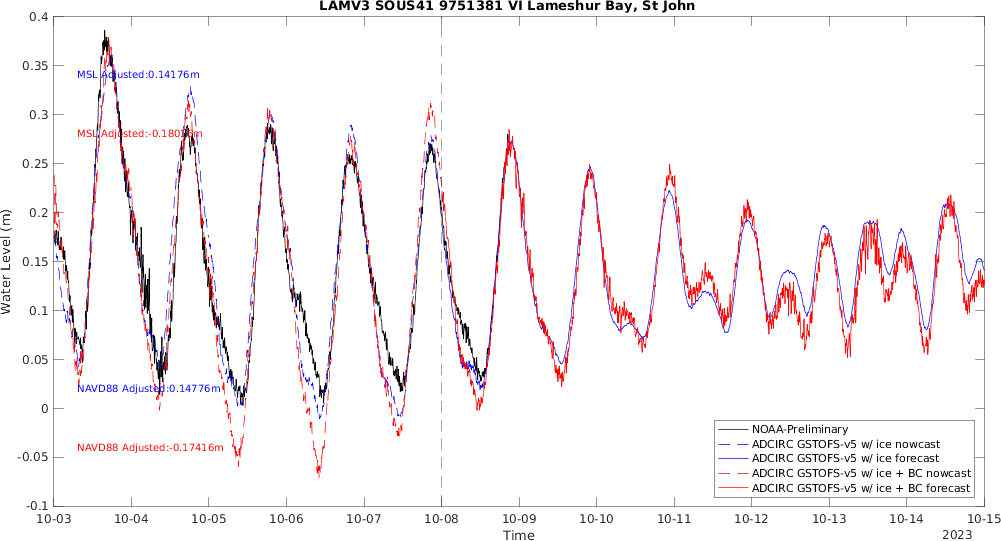 LAMV3 SOUS41 9751381 VI Lameshur Bay, St John
Water Level (m)
0.4
0.35
0.3
0.25
0.2
0.15
0.1
0.05
0
-0.05
-0.1
MSL Adjusted:0.14176m
NAVD88 Adjusted:0.14776m
NAVD88 Adjusted:-0.17416m
NOAA-Preliminary
ADCIRC GSTOFS-v5 w/ ice nowcast
ADCIRC GSTOFS-v5 w/ ice forecast
ADCIRC GSTOFS-v5 w/ ice + BC nowcast
ADCIRC GSTOFS-v5 w/ ice + BC forecast
10-03 10-04 10-05 10-06 10-07 10-08 10-09 10-10 10-11 10-12 10-13 10-14 10-15
Time
2023